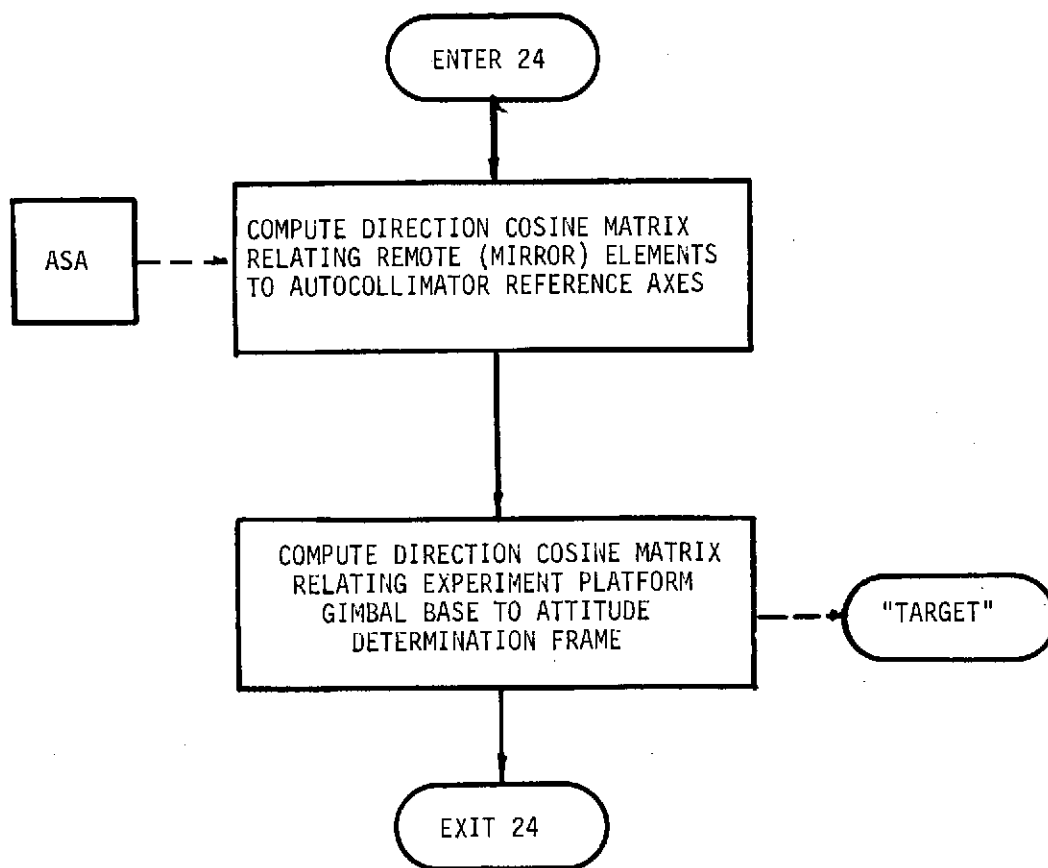 ENTER 24
ASA
COMPUTE DIRECTION COSINE MATRIX
RELATING REMOTE (MIRROR) ELEMENTS
TO AUTOCOLLIMATOR REFERENCE AXES
COMPUTE DIRECTION COSINE MATRIX
RELATING EXPERIMENT PLATFORM
GIMBAL BASE TO ATTITUDE
DETERMINATION FRAME
"TARGET"
EXIT 24